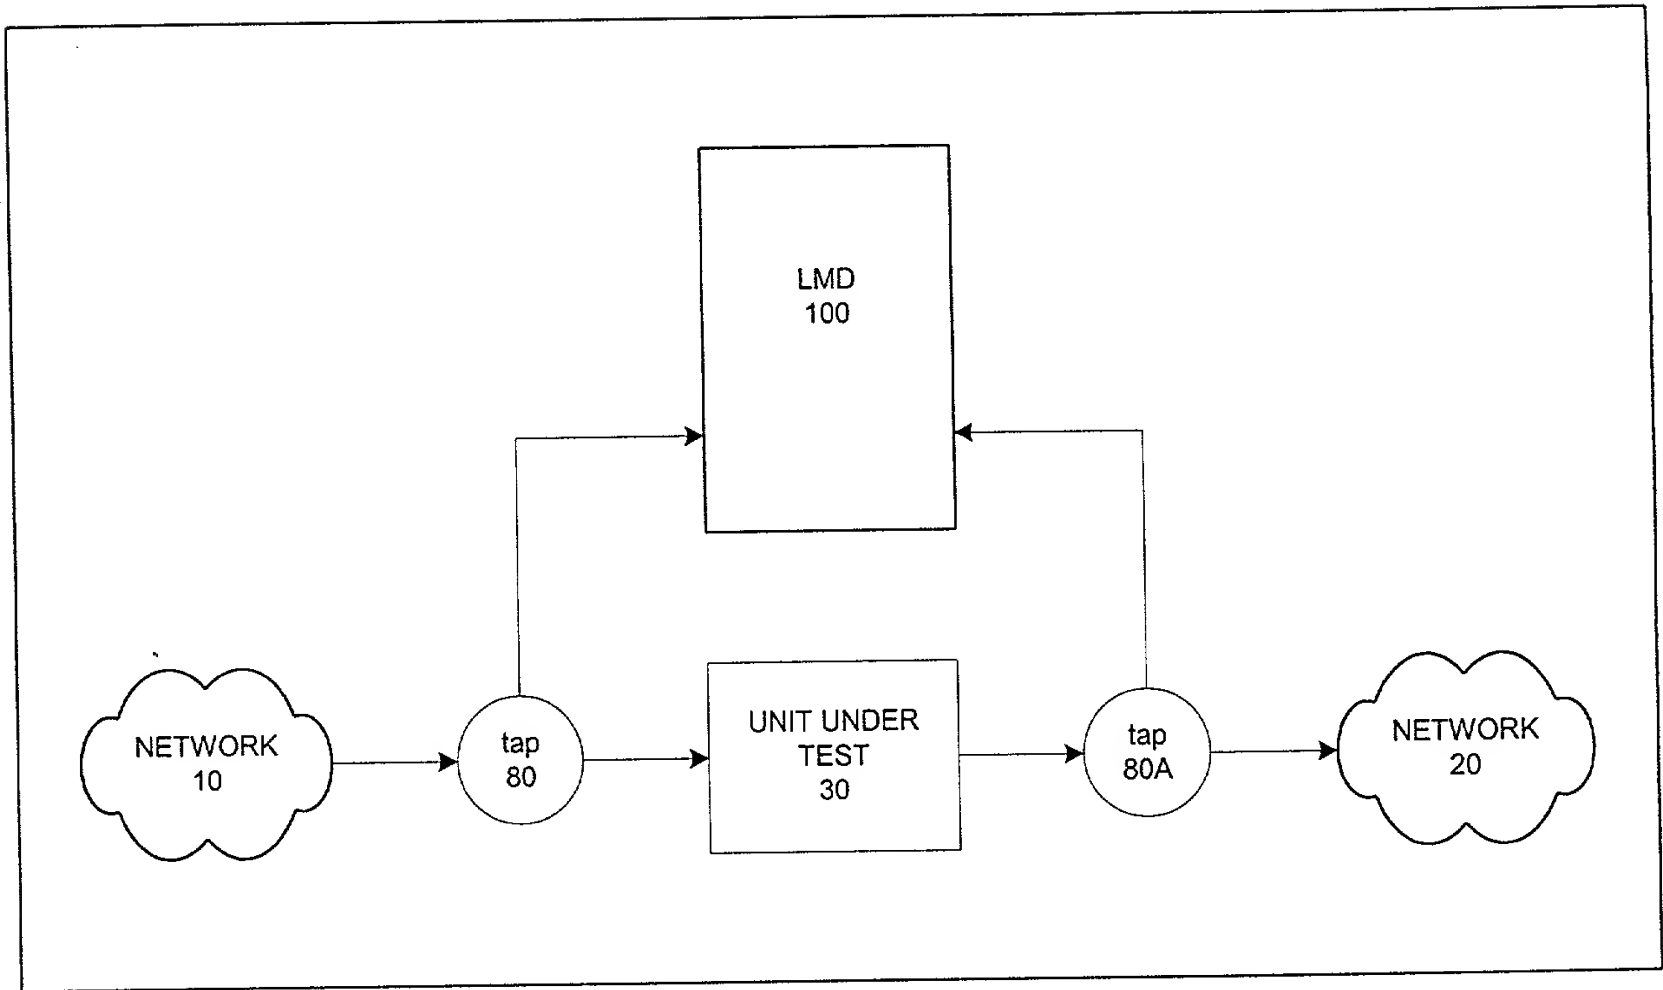 LMD
100
NETWORK
10
tap
80
UNIT UNDER
TEST
30
tap
80A
NETWORK
20